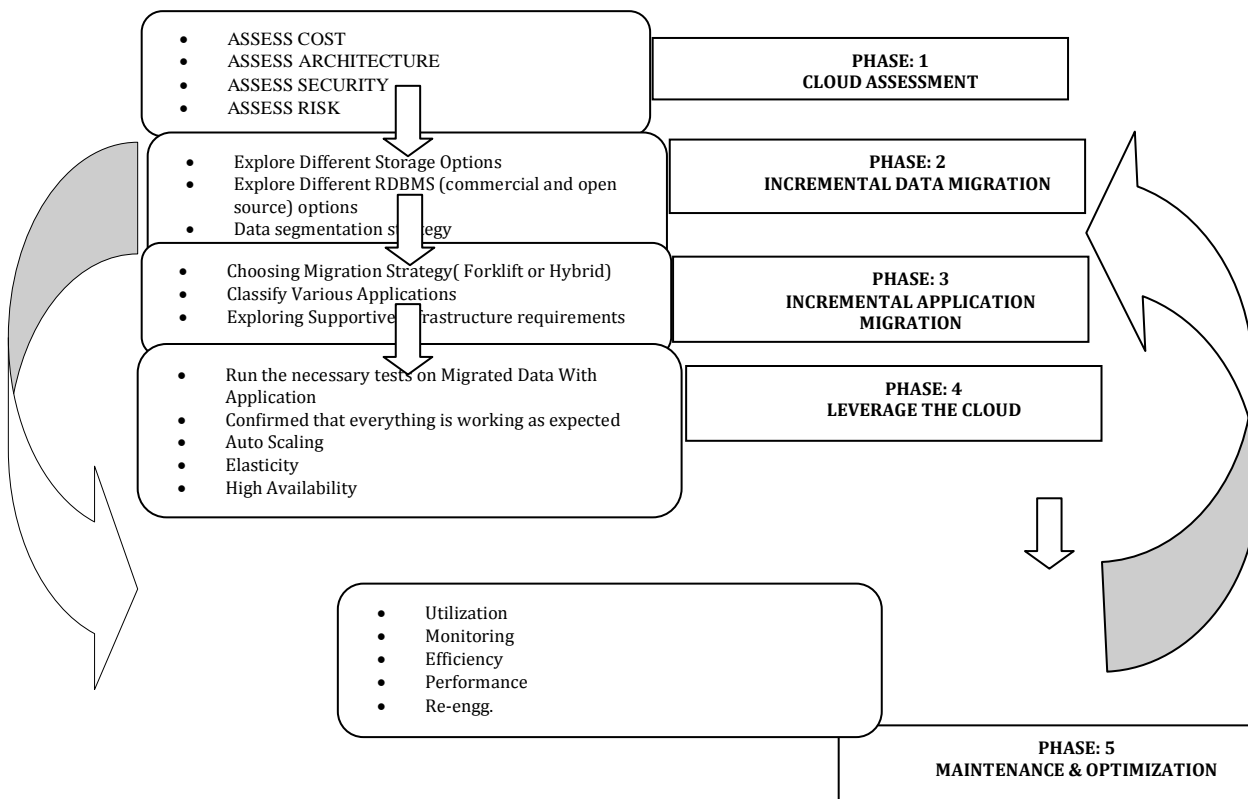 • ASSESS COST
• ASSESS ARCHITECTURE
• ASSESS SECURITY
• ASSESS RISK
PHASE: 1
CLOUD ASSESSMENT
• Explore Different Storage Options
• Explore Different RDBMS (commercial and open
source) options
• Data segmentation strategy
PHASE: 2
INCREMENTAL DATA MIGRATION
• Choosing Migration Strategy( Forklift or Hybrid)
• Classify Various Applications
• Exploring Supportive Infrastructure requirements
PHASE: 3
INCREMENTAL APPLICATION
MIGRATION
• Run the necessary tests on Migrated Data With
Application
• Confirmed that everything is working as expected
• Auto Scaling
• Elasticity
• High Availability
PHASE: 4
LEVERAGE THE CLOUD
• Utilization
• Monitoring
• Efficiency
• Performance
• Re-engg.
PHASE: 5
MAINTENANCE & OPTIMIZATION